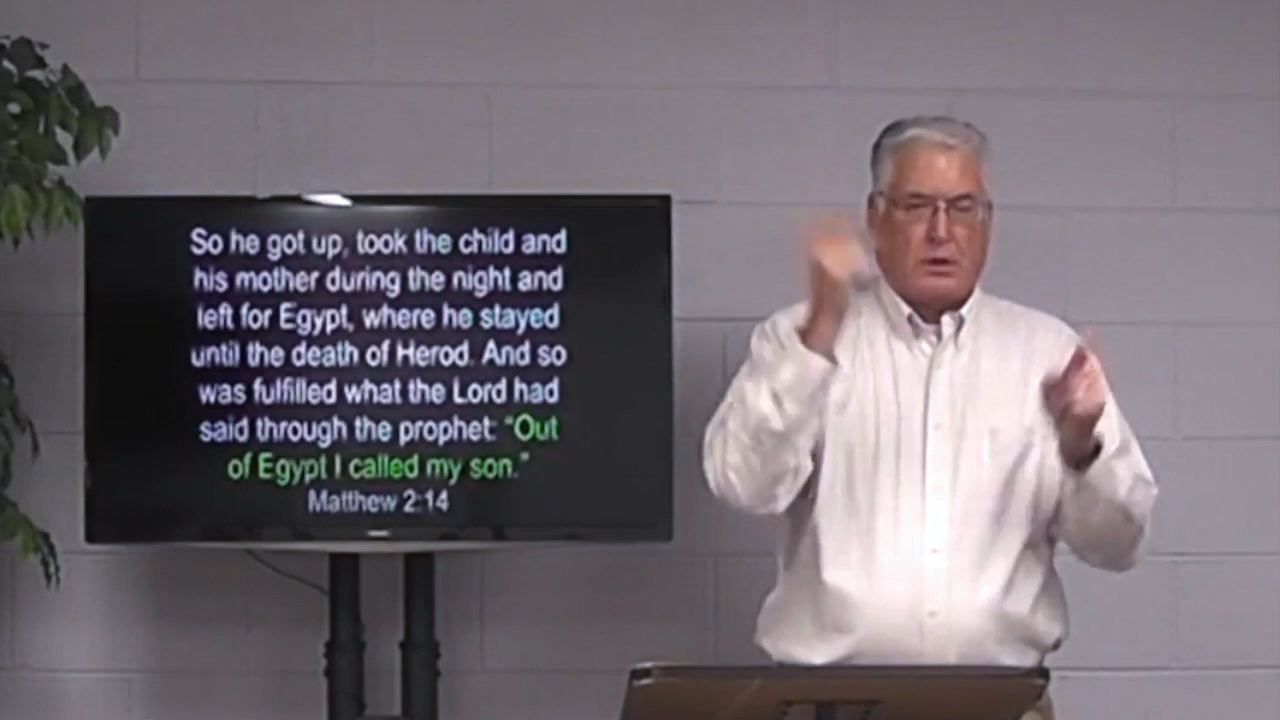 So he got up, took the child and
his mother during the night and
left for Egypt, where he stayed
until the death of Herod. And so
was fulfilled what the Lord had
said through the prophet: “Out
of Egypt I called my son.”
Matthew 2:14